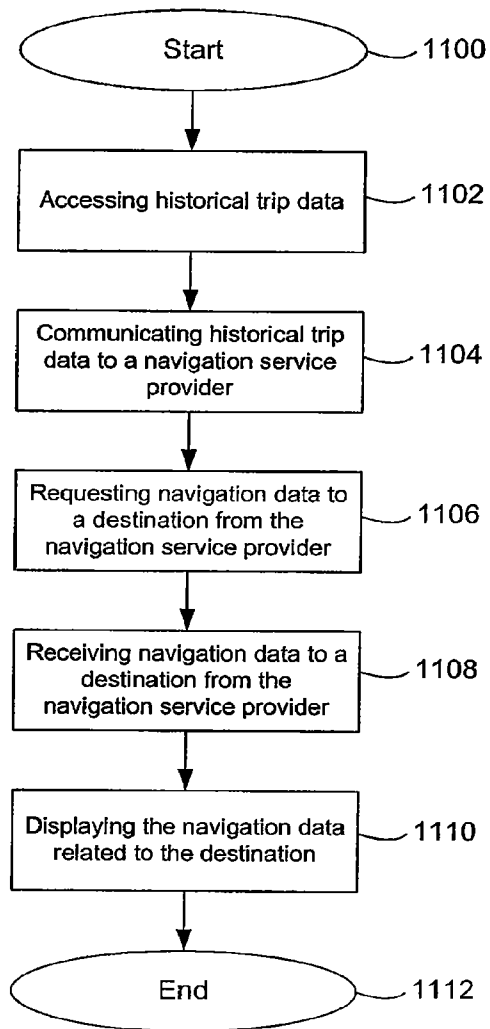 Start
1100
Accessing historical trip data
1102
Communicating historical trip
data to a navigation service
provider
1104
Requesting navigation data to
a destination from the
navigation service provider
1106
Receiving navigation data to a
destination from the
navigation service provider
1108
Displaying the navigation data
related to the destination
1110
End
1112